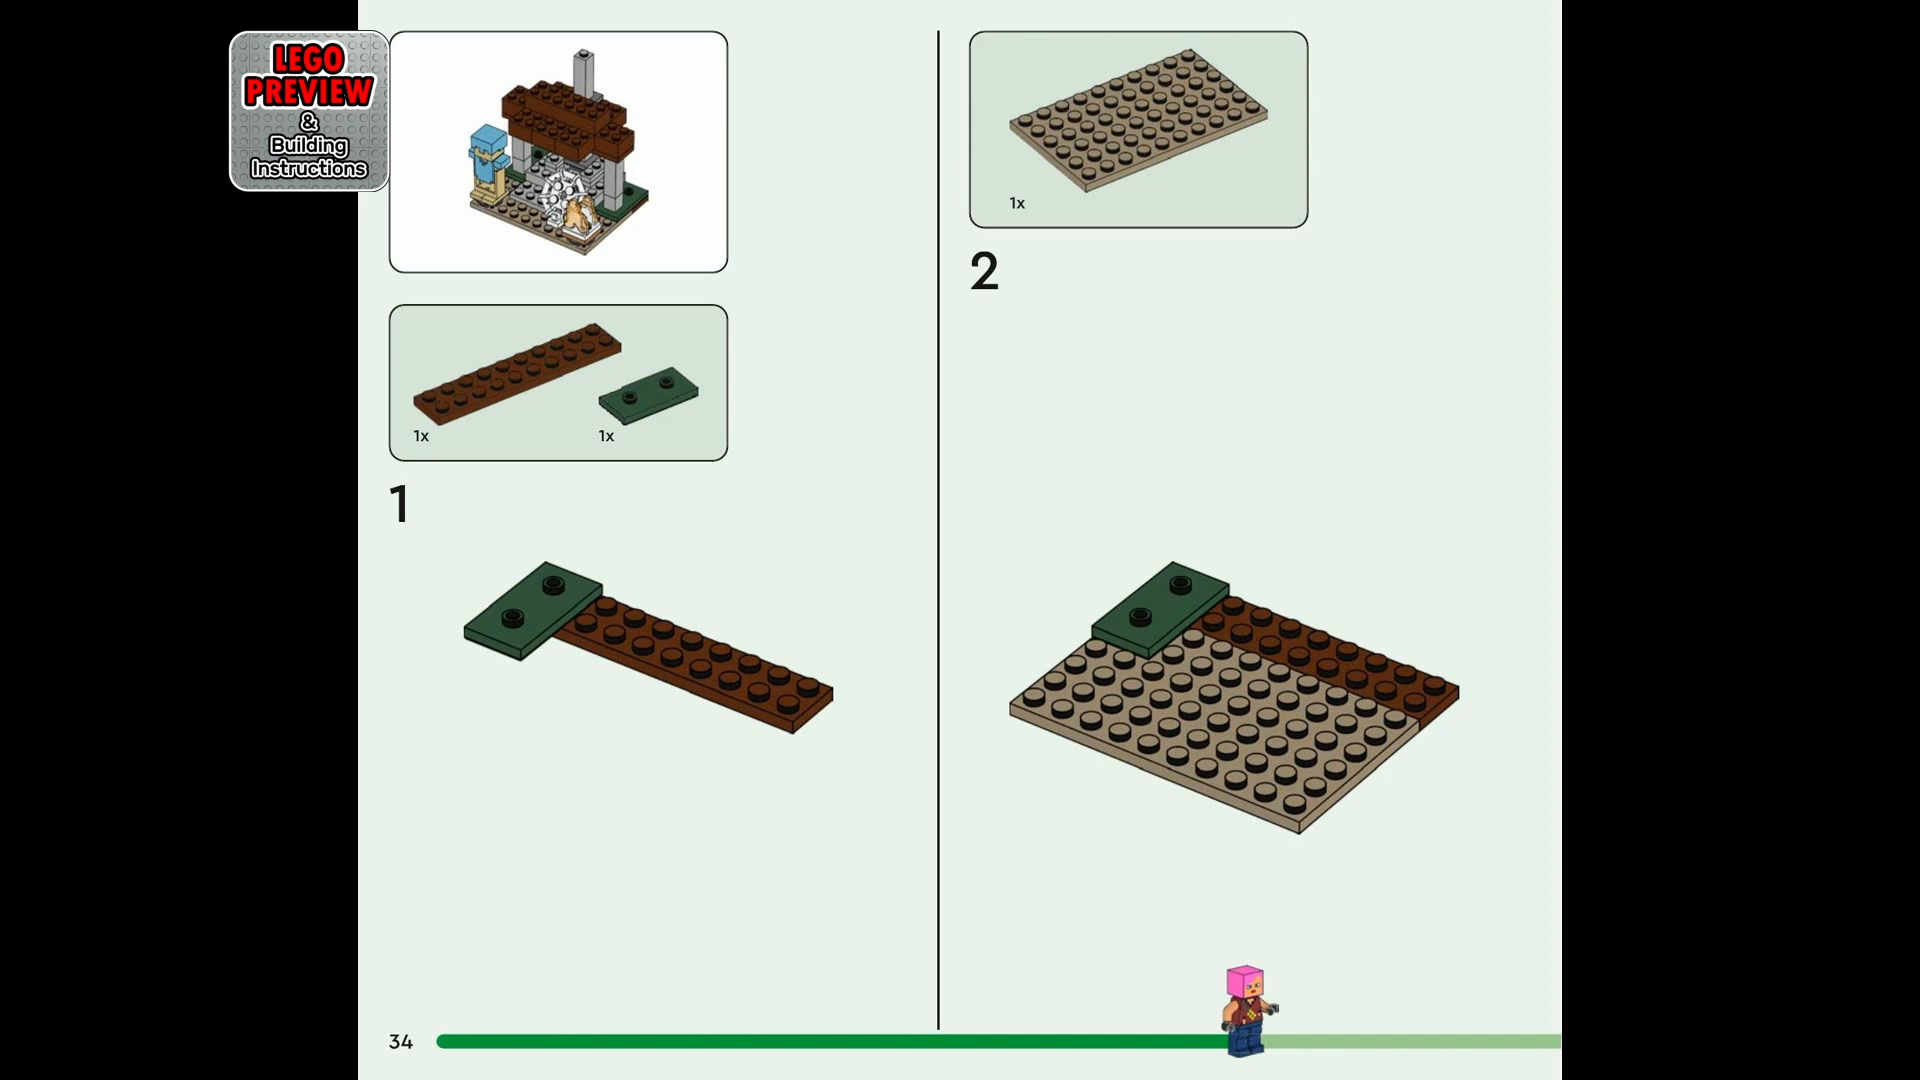 LEGO
PREVIEW
&
Building
Instructions
1x
1x
1
1x
2
34